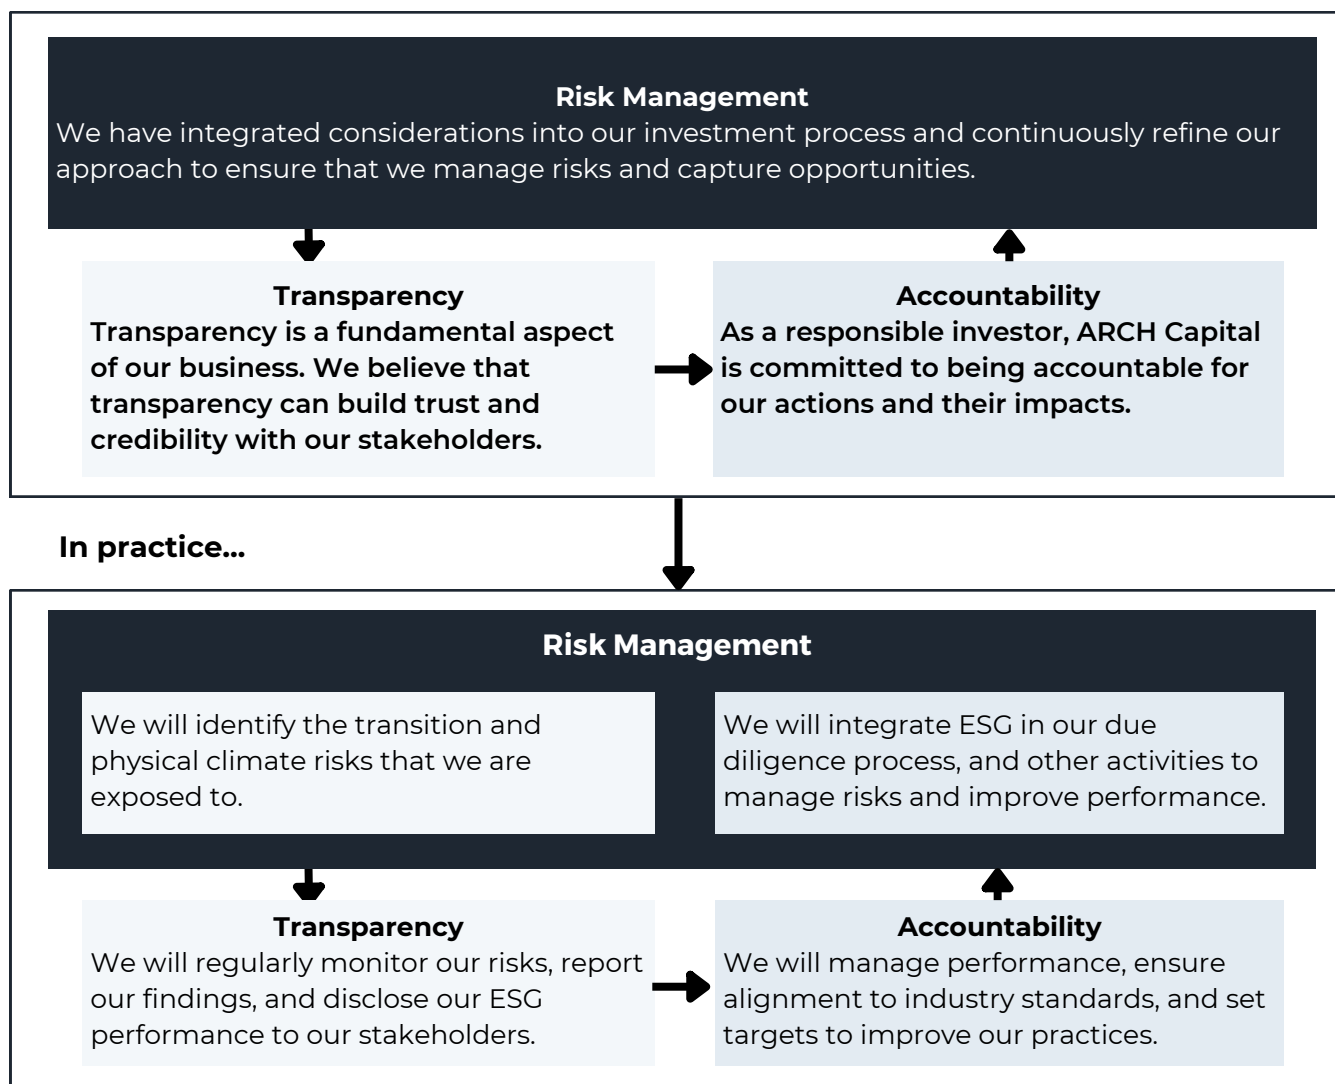 Risk Management
We have integrated considerations into our investment process and continuously refine our
approach to ensure that we manage risks and capture opportunities.
Transparency
Transparency is a fundamental aspect
of our business. We believe that
transparency can build trust and
credibility with our stakeholders.
Accountability
As a responsible investor, ARCH Capital
is committed to being accountable for
our actions and their impacts.
In practice...
Risk Management
We will identify the transition and
physical climate risks that we are
exposed to.
We will integrate ESG in our due
diligence process, and other activities to
manage risks and improve performance.
Transparency
We will regularly monitor our risks, report
our findings, and disclose our ESG
performance to our stakeholders.
Accountability
We will manage performance, ensure
alignment to industry standards, and set
targets to improve our practices.